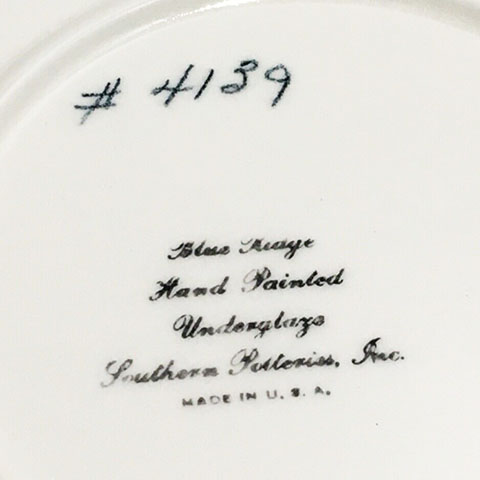 # 4139
Blue Ridge
Hand Painted
Underglaze
Southern Potteries, Inc.
MADE IN U. S. A.